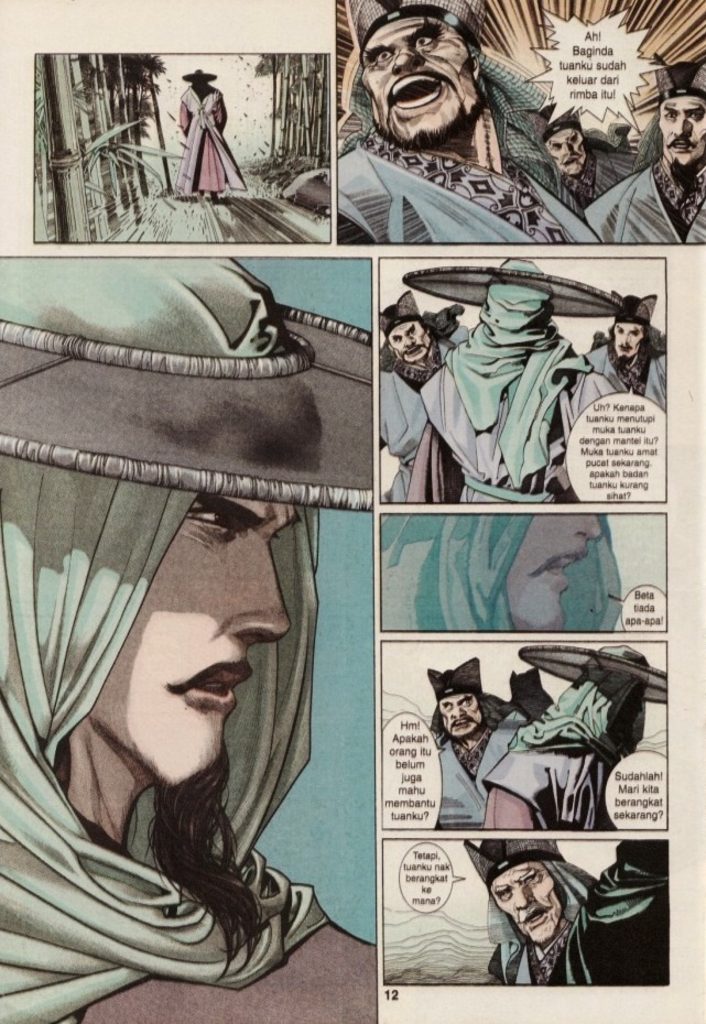 Ah!
Baginda
tuanku sudah
keluar dari
rimba itu!
Uh? Kenapa
tuanku menutupi
muka tuanku
dengan mantel itu?
Muka tuanku amat
pucat sekarang.
apakah badan
tuanku kurang
sihat?
Beta
tiada
apa-apa!
Hm!
Apakah
orang itu
belum
juga
mahu
membantu
tuanku?
Sudahlah!
Mari kita
berangkat
sekarang?
Tetapi,
tuanku nak
berangkat
ke
mana?
12